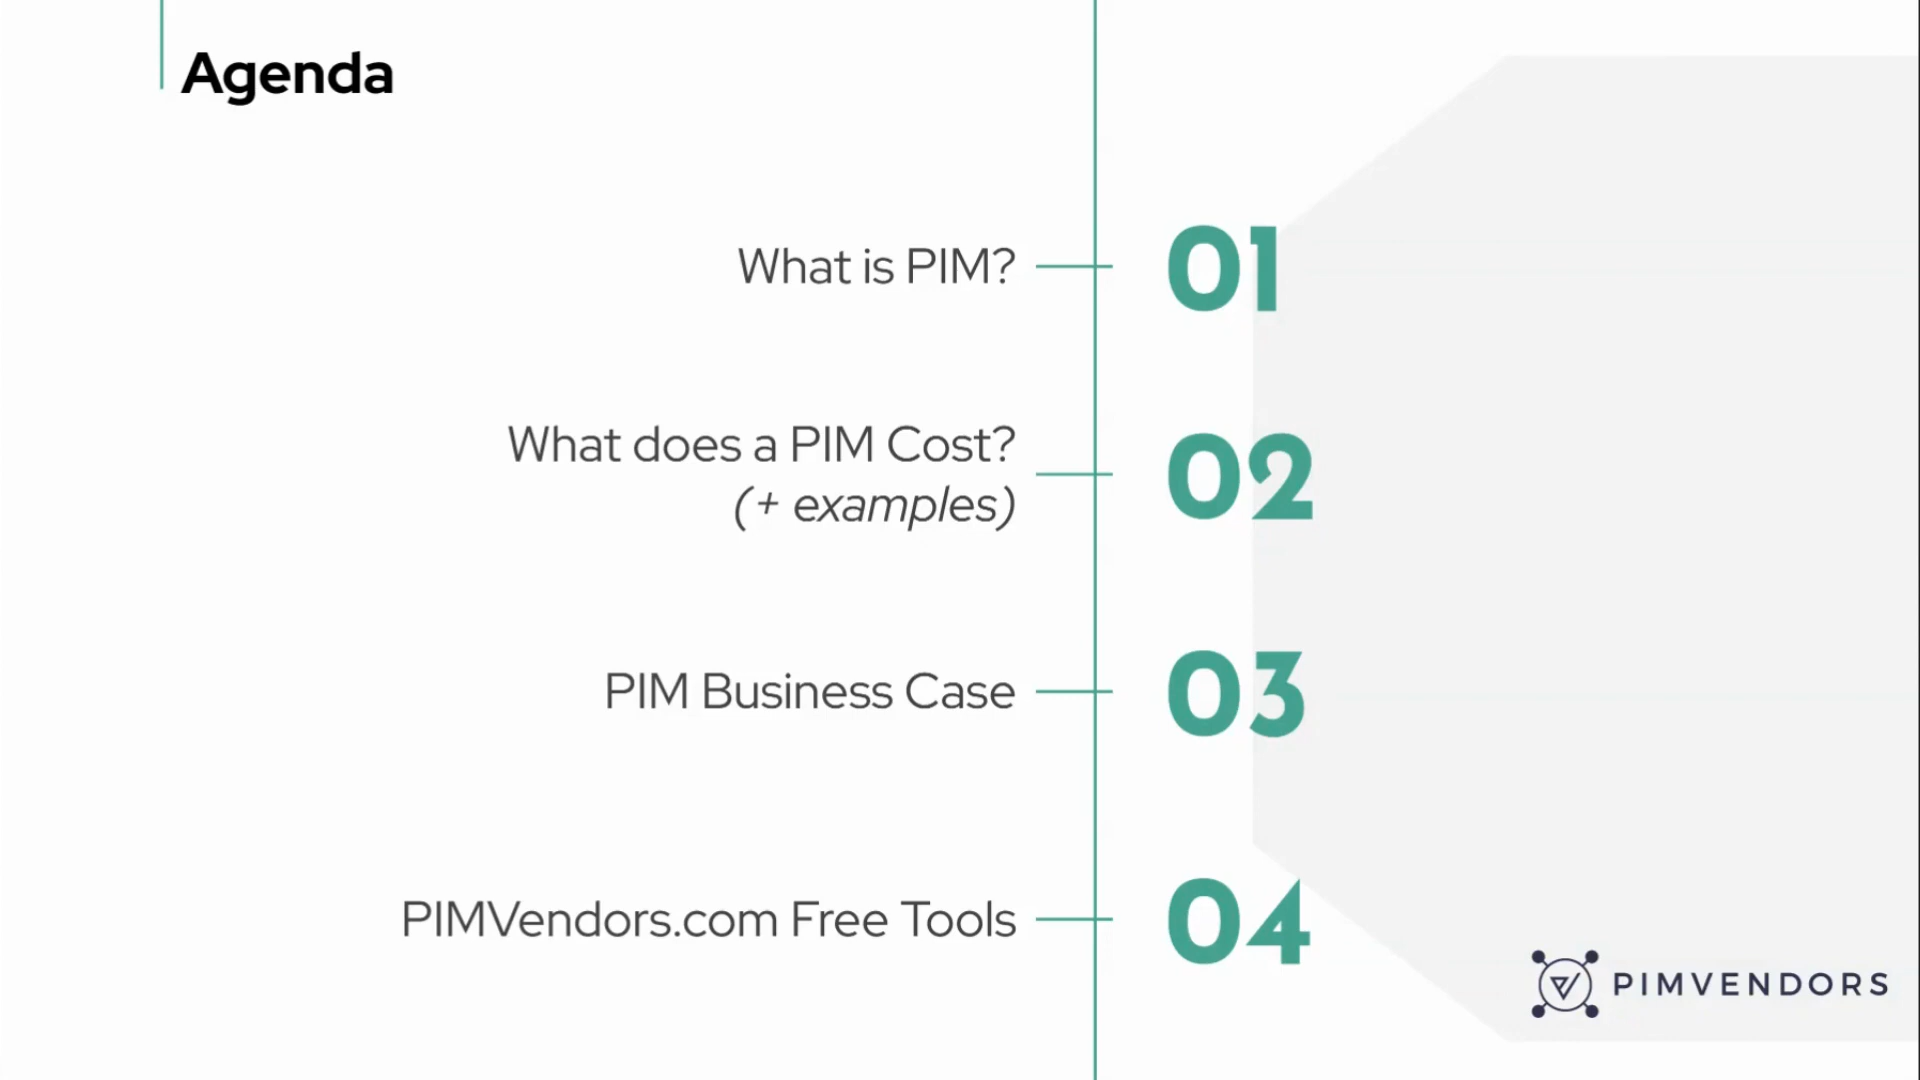 Agenda
What is PIM?
01
What does a PIM Cost?
(+ examples)
02
PIM Business Case
03
PIMVendors.com Free Tools
04
PIMVENDORS